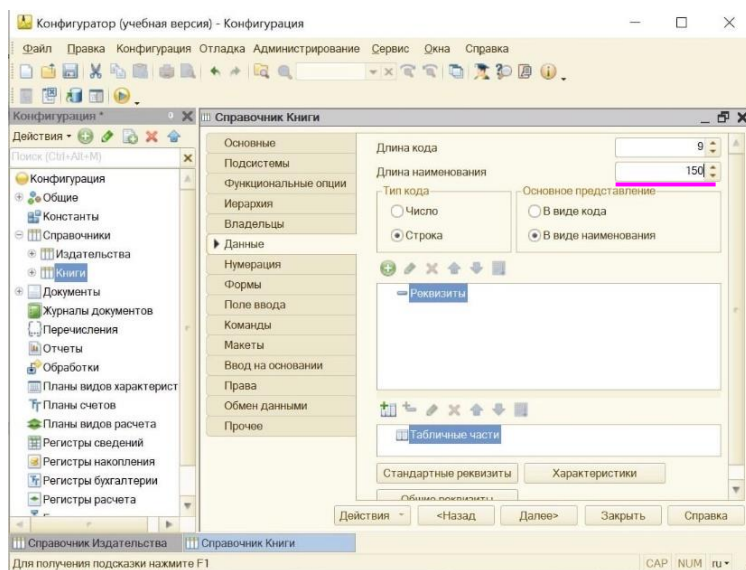 Конфигуратор (учебная версия) - Конфигурация
Файл Правка Конфигурация Отладка Администрирование Сервис Окна Справка
Конфигурация *
Действия
Поиск (Ctrl+Alt+M)
Конфигурация
Общие
Константы
Справочники
Издательства
Книги
Документы
Журналы документов
Перечисления
Отчеты
Обработки
Планы видов характерист
Планы счетов
Планы видов расчета
Регистры сведений
Регистры накопления
Регистры бухгалтерии
Регистры расчета
Справочник Книги
Основные
Подсистемы
Функциональные опции
Иерархия
Владельцы
Данные
Нумерация
Формы
Поле ввода
Команды
Макеты
Ввод на основании
Права
Обмен данными
Прочее
Длина кода 9
Длина наименования 150
Тип кода Основное представление
Число В виде кода
Строка В виде наименования
Реквизиты
Табличные части
Стандартные реквизиты Характеристики
Общие реквизиты
Действия <Назад Далее> Закрыть Справка
Справочник Издательства Справочник Книги
Для получения подсказки нажмите F1 CAP NUM ru